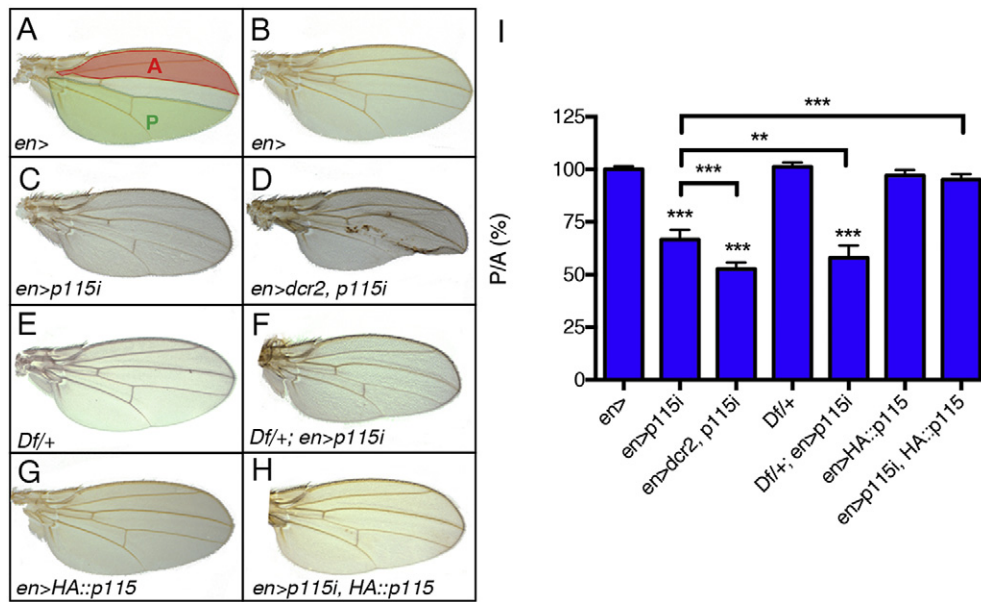 A
A
P
en>
B
en>
C
en>p115i
D
en>dcr2, p115i
E
Df/+
F
Df/+; en>p115i
G
en>HA::p115
H
en>p115i, HA::p115
I
P/A (%)
125
100
75
50
25
0
***
**
***
***
***
***
en>
en>p115i
en>dcr2, p115i
Df/+
Df/+; en>p115i
en>HA::p115
en>p115i, HA::p115